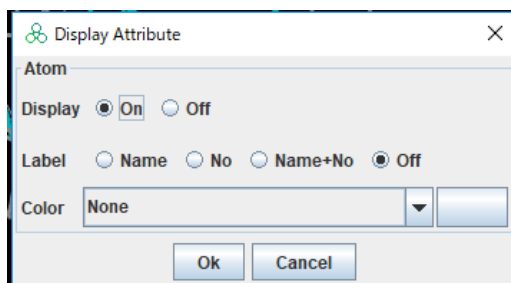 Display Attribute
Atom
Display On Off
Label Name No Name+No Off
Color None
Ok Cancel